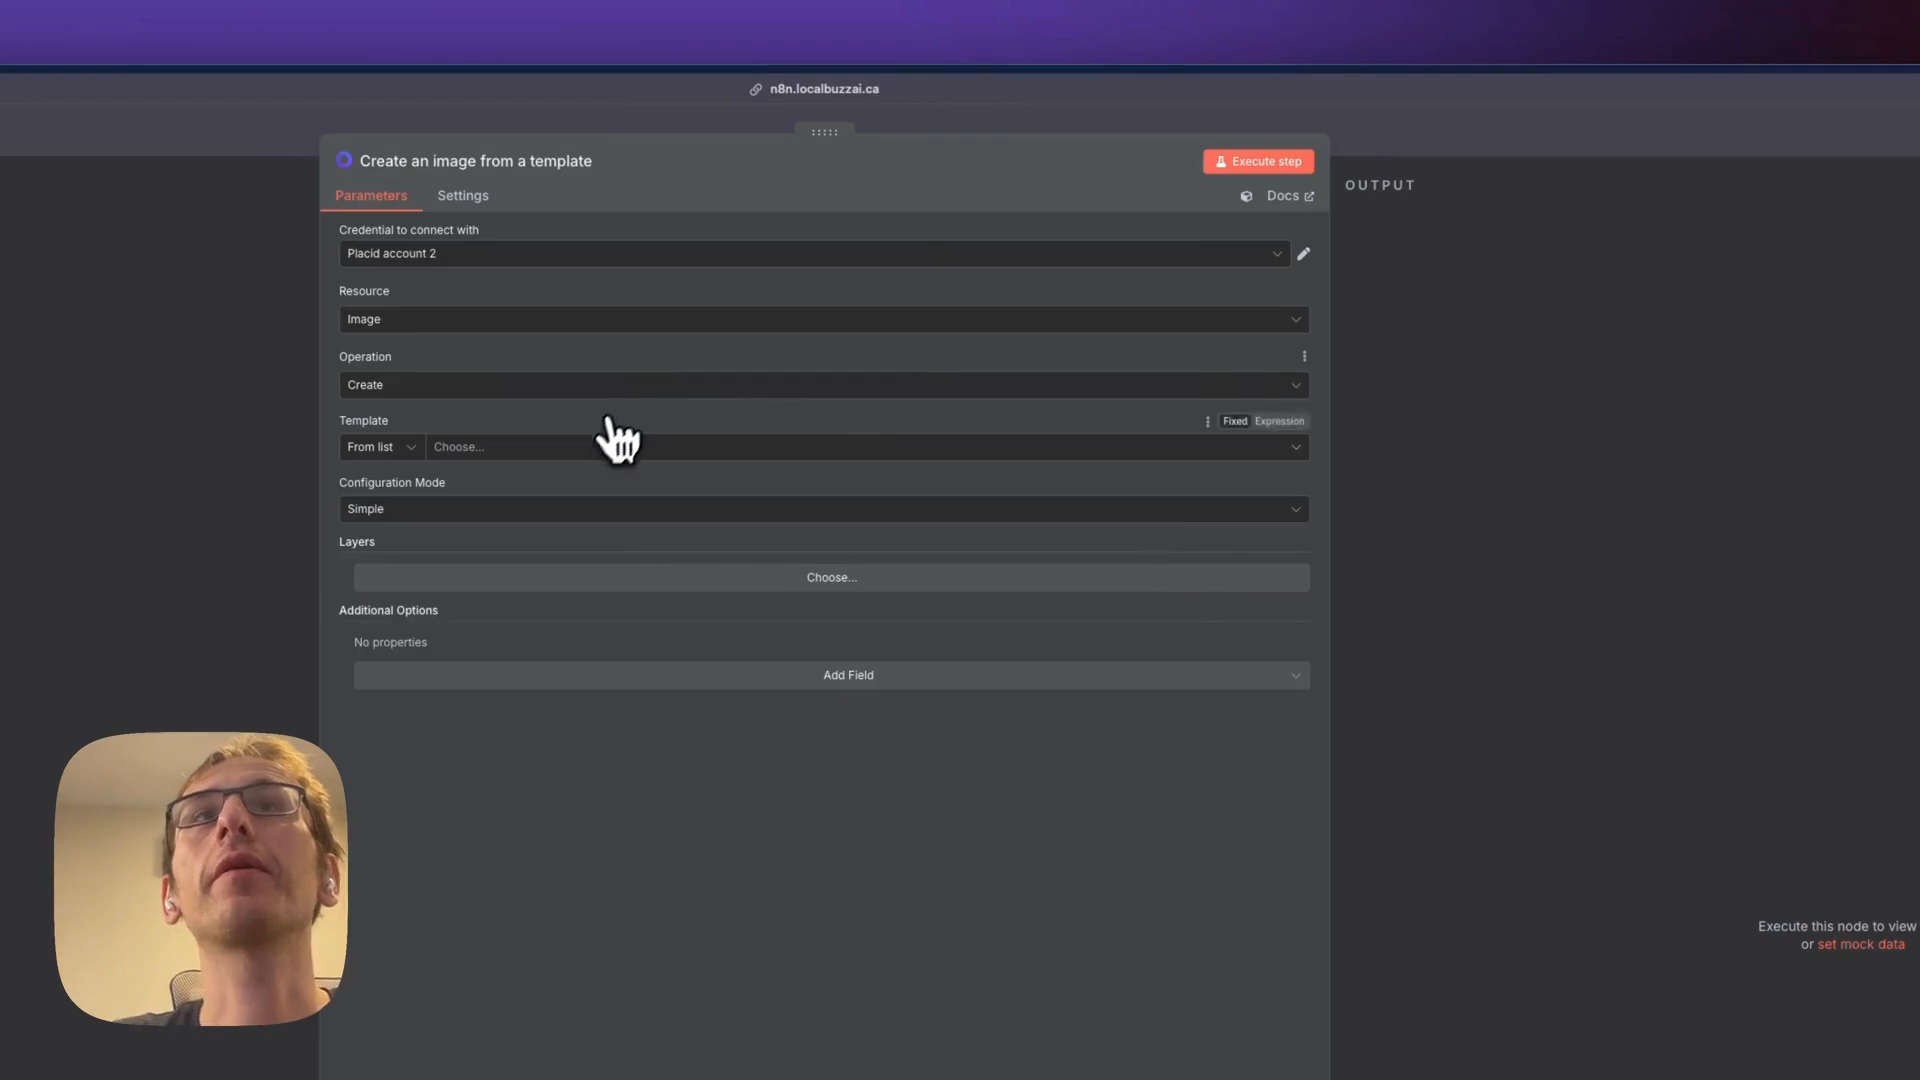 n8n.localbuzzai.ca
Create an image from a template
Execute step
OUTPUT
Parameters
Settings
Docs
Credential to connect with
Placid account 2
Resource
Image
Operation
Create
Template
Fixed
Expression
From list
Choose...
Configuration Mode
Simple
Layers
Choose...
Additional Options
No properties
Add Field
Execute this node to view
or set mock data